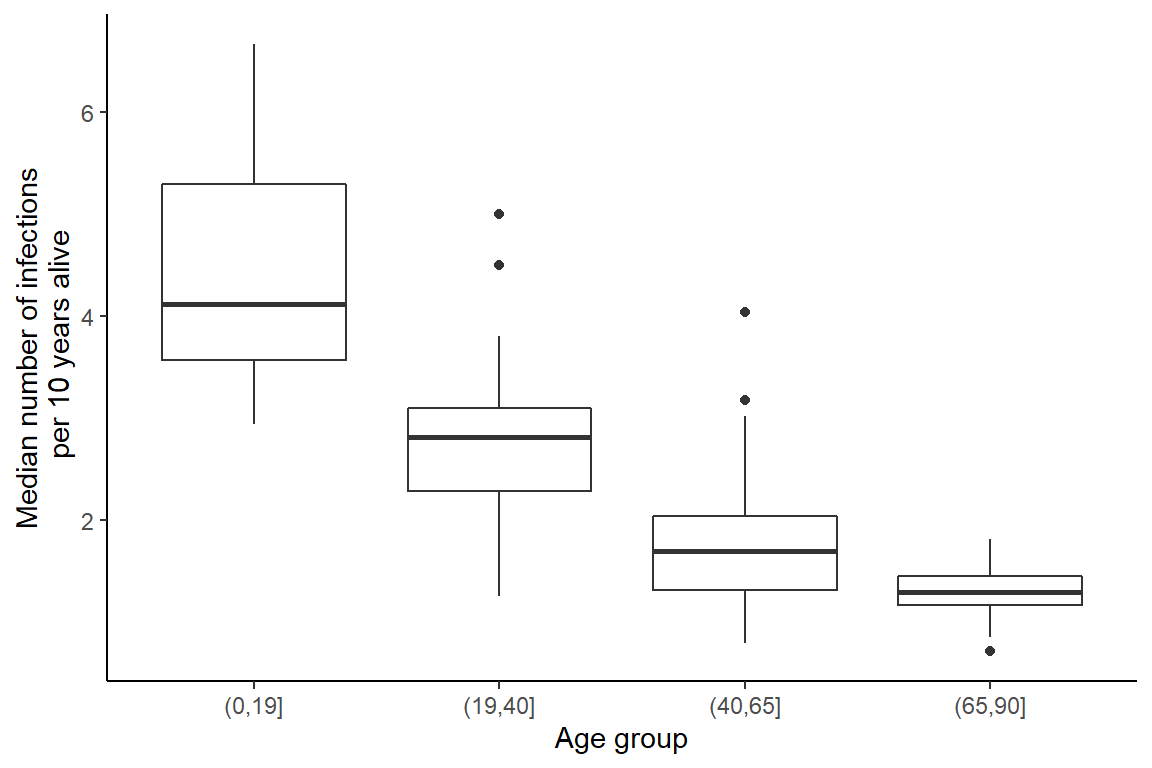 Median number of infections
per 10 years alive
6
4
2
(0,19]
(19,40]
(40,65]
(65,90]
Age group